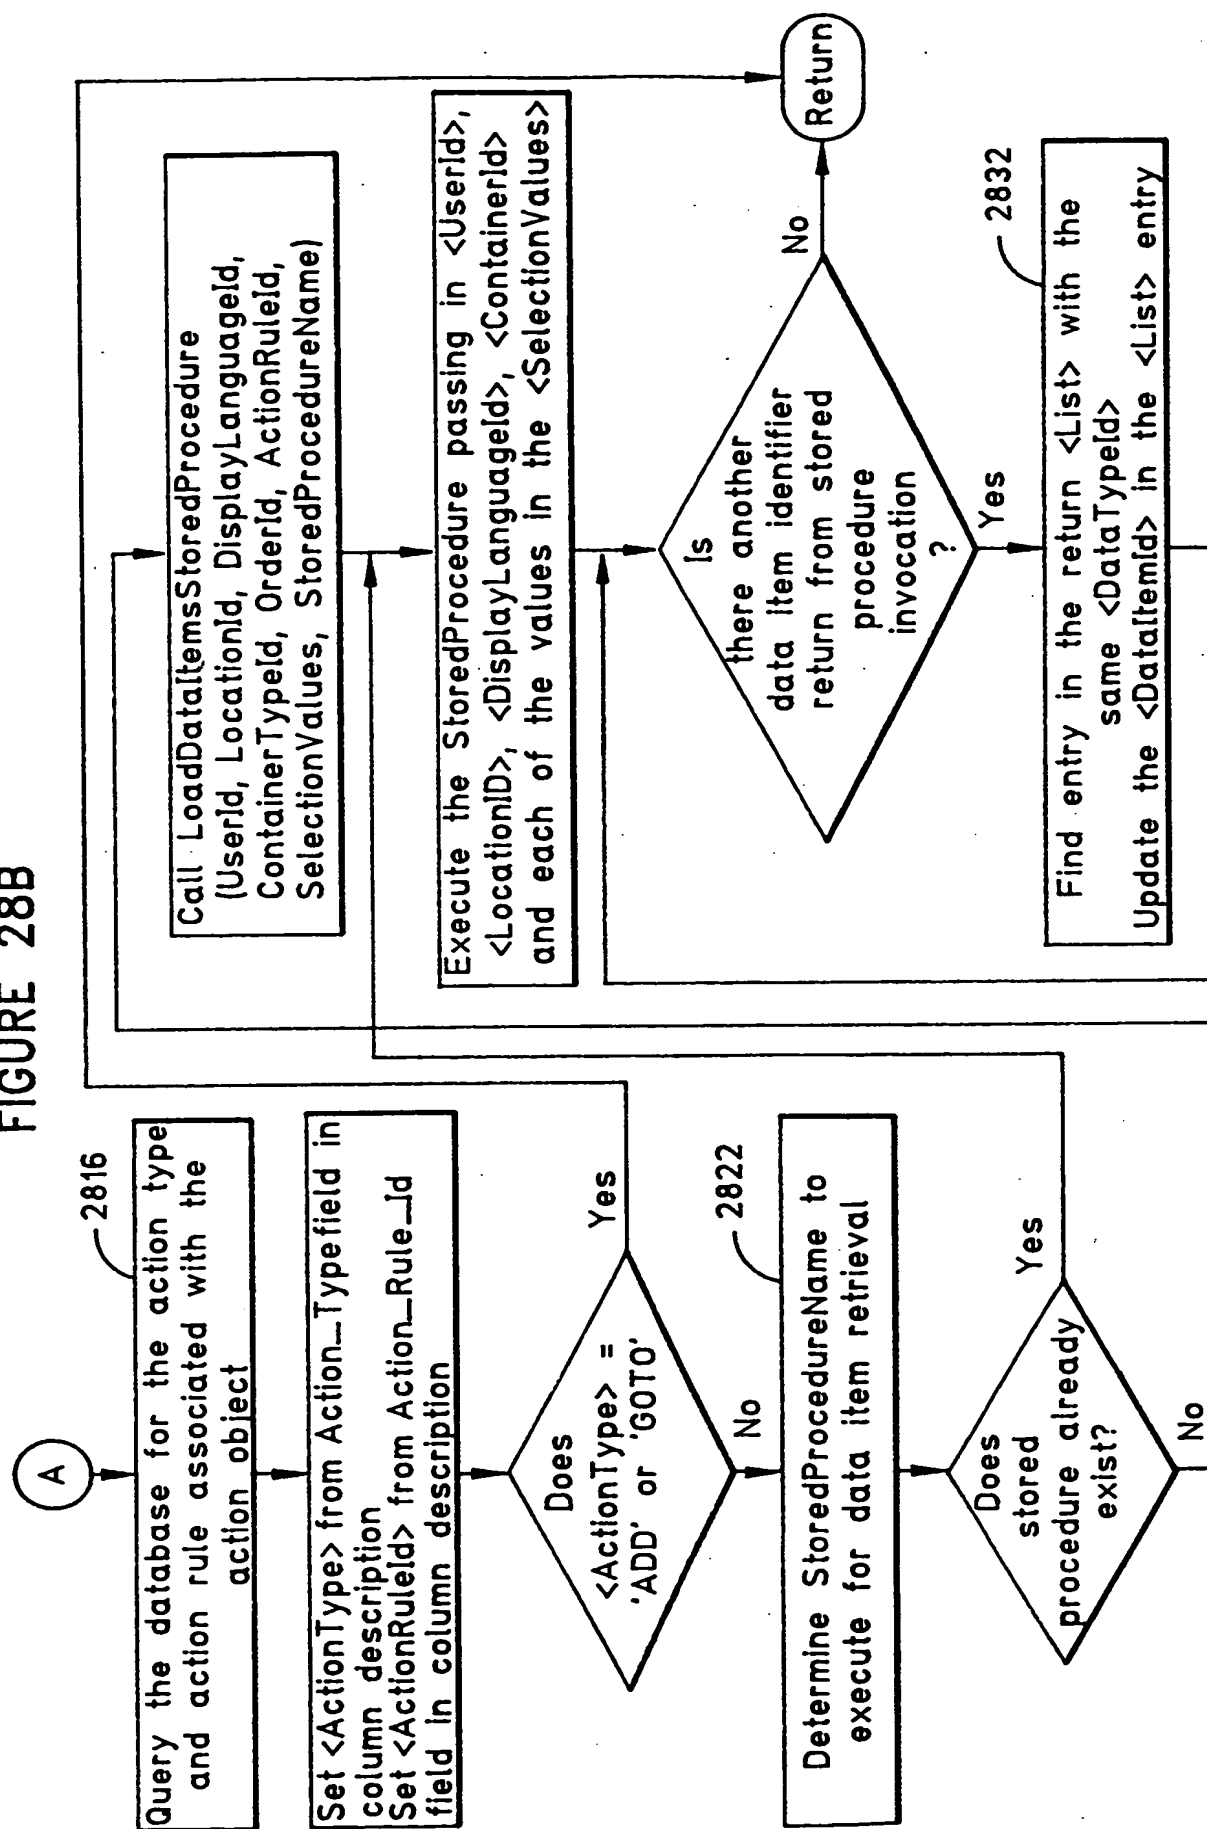 FIGURE 28B
A
2816
Query the database for the action type
and action rule associated with the
action object
Set <ActionType> from Action_Typefield in
column description
Set <ActionRuleId> from Action_Rule_Id
field in column description
Does
<ActionType> =
'ADD' or 'GOTO'
Yes
No
2822
Determine StoredProcedureName to
execute for data item retrieval
Does
stored
procedure already
exist?
Yes
No
Call LoadDataItemsStoredProcedure
(UserId, LocationId, DisplayLanguageId,
ContainerTypeId, OrderId, ActionRuleId,
SelectionValues, StoredProcedureName)
Execute the StoredProcedure passing in <UserId>,
<LocationID>, <DisplayLanguageId>, <ContainerId>
and each of the values in the <SelectionValues>
Is
there another
data item identifier
return from stored
procedure
invocation
?
No
Return
Yes
2832
Find entry in the return <List> with the
same <DataTypeId>
Update the <DataItemId> in the <List> entry